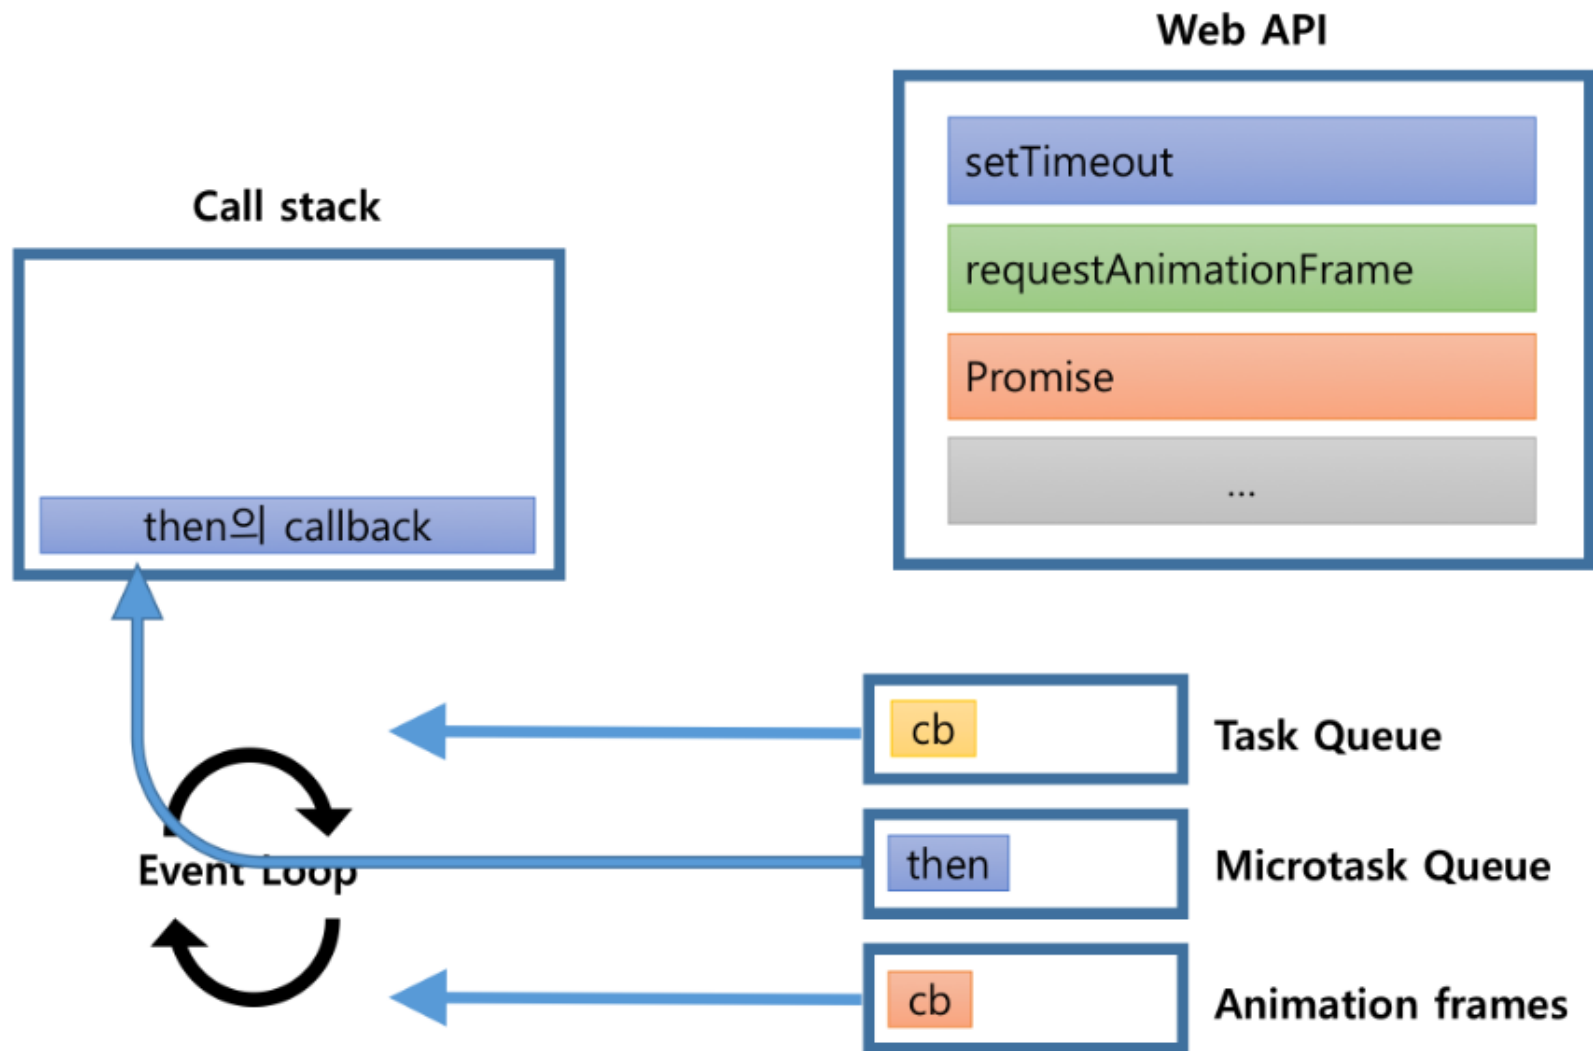 Web API
setTimeout
requestAnimationFrame
Promise
...
Call stack
then의 callback
Event Loop
cb
Task Queue
then
Microtask Queue
cb
Animation frames